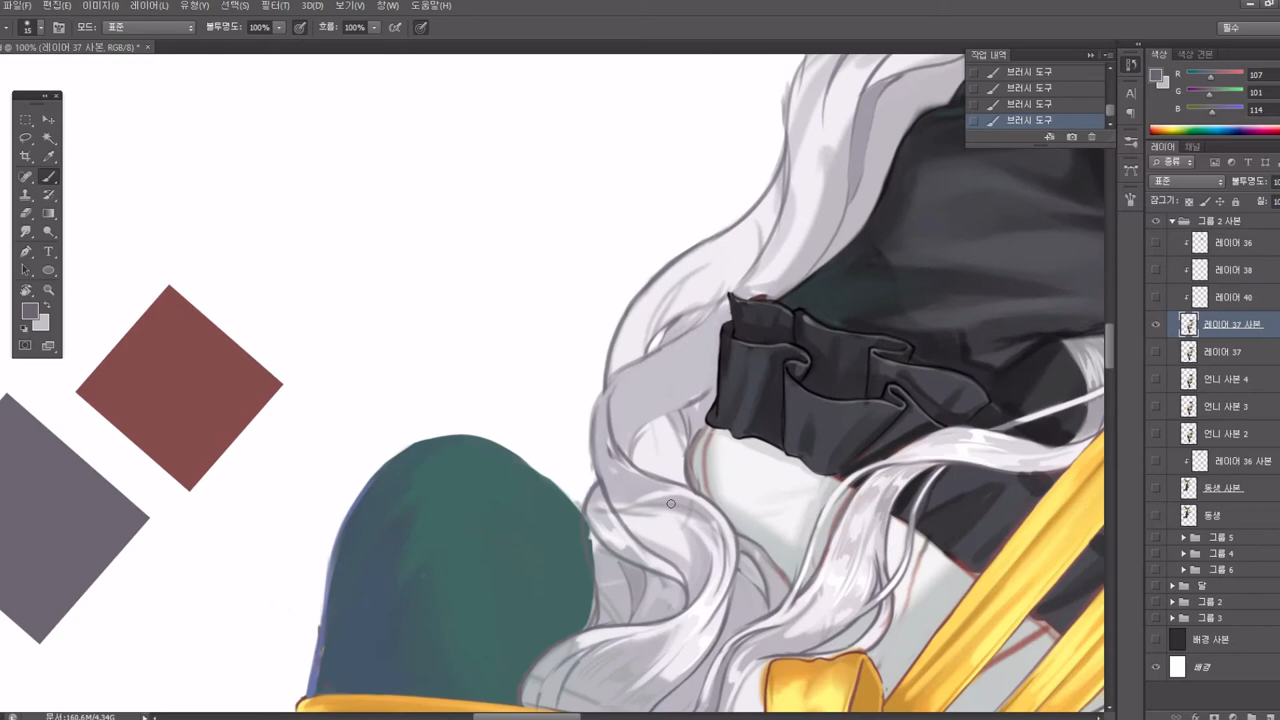 파일(F) 편집(E) 이미지(I) 레이어(L) 유형(Y) 선택(S) 필터(T) 3D(D) 보기(V) 창(W) 도움말(H)
15 모드: 표준 불투명도: 100% 흐름: 100% 필수
d @ 100% (레이어 37 사본, RGB/8) * ×
작업 내역
브러시 도구
브러시 도구
브러시 도구
브러시 도구
색상 색상 견본
R 107
G 101
B 114
레이어 채널
종류
표준 불투명도: 10
잠그기: 칠:
그룹 2 사본
레이어 36
레이어 38
레이어 40
레이어 37 사본
레이어 37
언니 사본 4
언니 사본 3
언니 사본 2
레이어 36 사본
동생 사본
동생
그룹 5
그룹 4
그룹 6
달
그룹 2
그룹 3
배경 사본
배경
문서:160.6M/4.34G